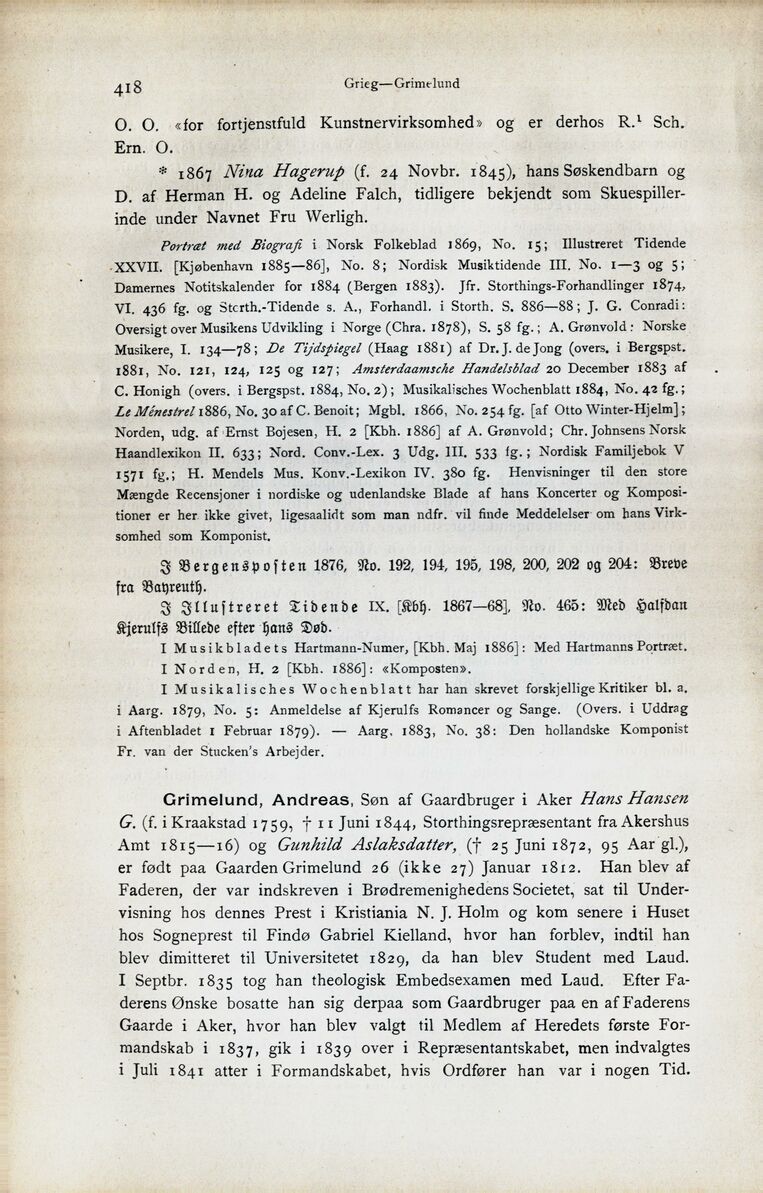 418
Grieg—Grimelund
O. O. «for fortjenstfuld Kunstnervirksomhed» og er derhos R.¹ Sch.
Ern. O.
* 1867 Nina Hagerup (f. 24 Novbr. 1845), hans Søskendbarn og
D. af Herman H. og Adeline Falch, tidligere bekjendt som Skuespiller-
inde under Navnet Fru Werligh.
Portræt med Biografi i Norsk Folkeblad 1869, No. 15; Illustreret Tidende
XXVII. [Kjøbenhavn 1885—86], No. 8; Nordisk Musiktidende III. No. 1—3 og 5;
Damernes Notitskalender for 1884 (Bergen 1883). Jfr. Storthings-Forhandlinger 1874,
VI. 436 fg. og Storth.-Tidende s. A., Forhandl. i Storth. S. 886—88; J. G. Conradi:
Oversigt over Musikens Udvikling i Norge (Chra. 1878), S. 58 fg.; A. Grønvold: Norske
Musikere, I. 134—78; De Tijdspiegel (Haag 1881) af Dr. J. de Jong (overs. i Bergspst.
1881, No. 121, 124, 125 og 127; Amsterdaamsche Handelsblad 20 December 1883 af
C. Honigh (overs. i Bergspst. 1884, No. 2); Musikalisches Wochenblatt 1884, No. 42 fg.;
Le Ménestrel 1886, No. 30 af C. Benoit; Mgbl. 1866, No. 254 fg. [af Otto Winter-Hjelm];
Norden, udg. af Ernst Bojesen, H. 2 [Kbh. 1886] af A. Grønvold; Chr. Johnsens Norsk
Haandlexikon II. 633; Nord. Conv.-Lex. 3 Udg. III. 533 fg.; Nordisk Familjebok V
1571 fg.; H. Mendels Mus. Konv.-Lexikon IV. 380 fg. Henvisninger til den store
Mængde Recensjoner i nordiske og udenlandske Blade af hans Koncerter og Komposi-
tioner er her ikke givet, ligesaalidt som man ndfr. vil finde Meddelelser om hans Virk-
somhed som Komponist.
I Bergensposten 1876, No. 192, 194, 195, 198, 200, 202 og 204: Breve
fra Bayreuth.
I Illustreret Tidende IX. [Kbh. 1867—68], No. 465: Med Halfdan
Kjerulfs Billede efter hans Død.
I Musikbladets Hartmann-Numer, [Kbh. Maj 1886]: Med Hartmanns Portræt.
I Norden, H. 2 [Kbh. 1886]: «Komposten».
I Musikalisches Wochenblatt har han skrevet forskjellige Kritiker bl. a.
i Aarg. 1879, No. 5: Anmeldelse af Kjerulfs Romancer og Sange. (Overs. i Uddrag
i Aftenbladet 1 Februar 1879). — Aarg. 1883, No. 38: Den hollandske Komponist
Fr. van der Stucken's Arbejder.
Grimelund, Andreas, Søn af Gaardbruger i Aker Hans Hansen
G. (f. i Kraakstad 1759, † 11 Juni 1844, Storthingsrepræsentant fra Akershus
Amt 1815—16) og Gunhild Aslaksdatter, († 25 Juni 1872, 95 Aar gl.),
er født paa Gaarden Grimelund 26 (ikke 27) Januar 1812. Han blev af
Faderen, der var indskreven i Brødremenighedens Societet, sat til Under-
visning hos dennes Prest i Kristiania N. J. Holm og kom senere i Huset
hos Sogneprest til Findø Gabriel Kielland, hvor han forblev, indtil han
blev dimitteret til Universitetet 1829, da han blev Student med Laud.
I Septbr. 1835 tog han theologisk Embedsexamen med Laud. Efter Fa-
derens Ønske bosatte han sig derpaa som Gaardbruger paa en af Faderens
Gaarde i Aker, hvor han blev valgt til Medlem af Heredets første For-
mandskab i 1837, gik i 1839 over i Repræsentantskabet, men indvalgtes
i Juli 1841 atter i Formandskabet, hvis Ordfører han var i nogen Tid.